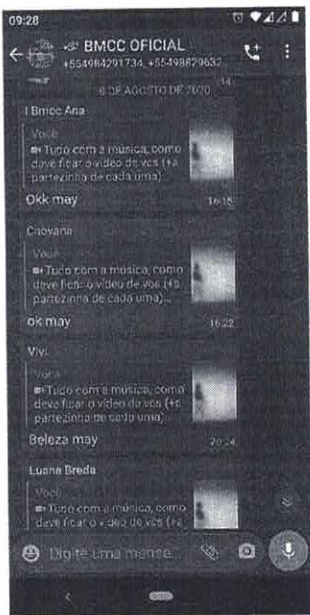 09:28
BMCC OFICIAL
+554984291734, +55498829632
14
6 DE AGOSTO DE 2020
Bmcc Ana
Você
Tudo com a música, como
deve ficar o vídeo de vcs (+a
partezinha de cada uma)
Okk may
16:15
Você
Tudo com a música, como
deve ficar o vídeo de vcs (+a
partezinha de cada uma)...
ok may
16:22
Vivi
Você
Tudo com a música, como
deve ficar o vídeo de vcs (+a
partezinha de cada uma)
Beleza may
20:24
Luana Breda
Você
Tudo com a música, como
deve ficar o vídeo de vcs (+a
Digite uma mensa...